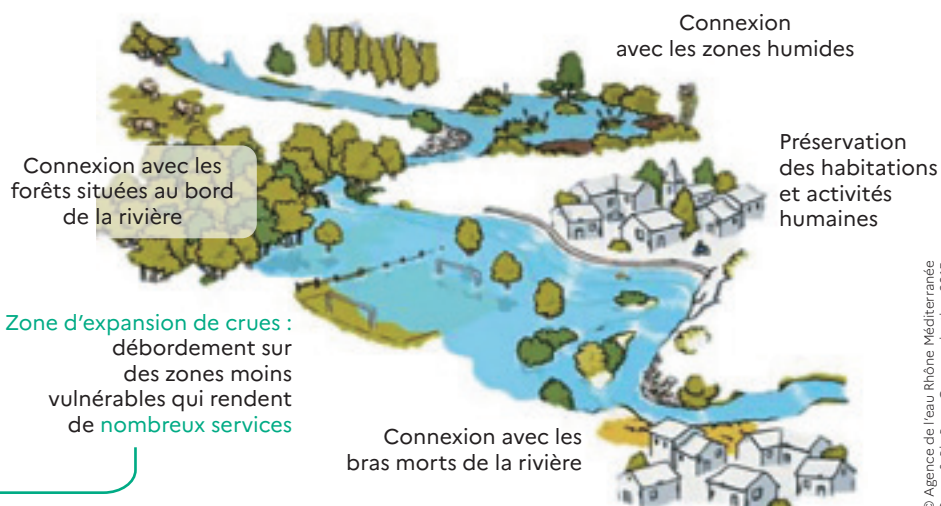 Connexion
avec les zones humides
Préservation
des habitations
et activités
humaines
Connexion avec les
forêts situées au bord
de la rivière
Zone d'expansion de crues :
débordement sur
des zones moins
vulnérables qui rendent
de nombreux services
Connexion avec les
bras morts de la rivière
© Agence de l'eau Rhône Méditerranée